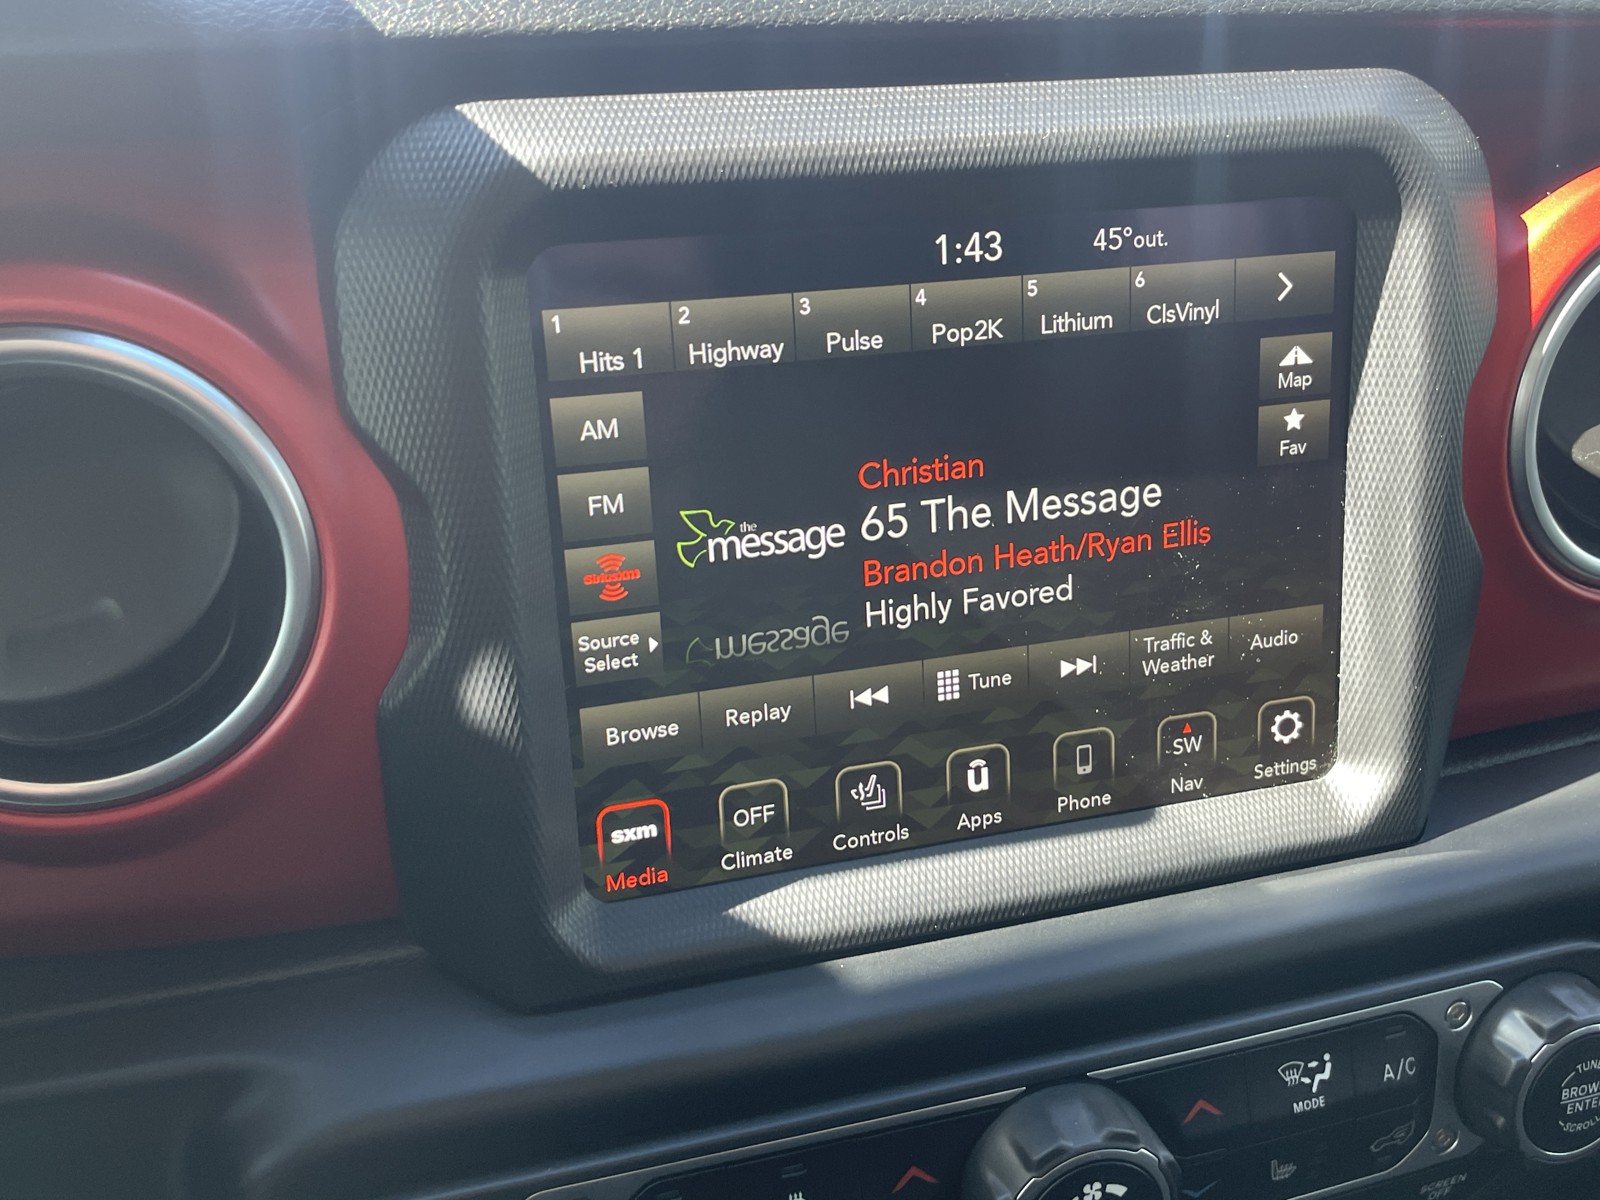 1:43
45°out.
1 Hits 1
2 Highway
3 Pulse
4 Pop2K
5 Lithium
6 ClsVinyl
AM
FM
siriusxm
Source
Select
Map
Fav
the
message
Christian
65 The Message
Brandon Heath/Ryan Ellis
Highly Favored
message
Browse
Replay
Tune
Traffic &
Weather
Audio
sxm
Media
OFF
Climate
Controls
ū
Apps
Phone
SW
Nav
Settings
MODE
A/C
SCREEN